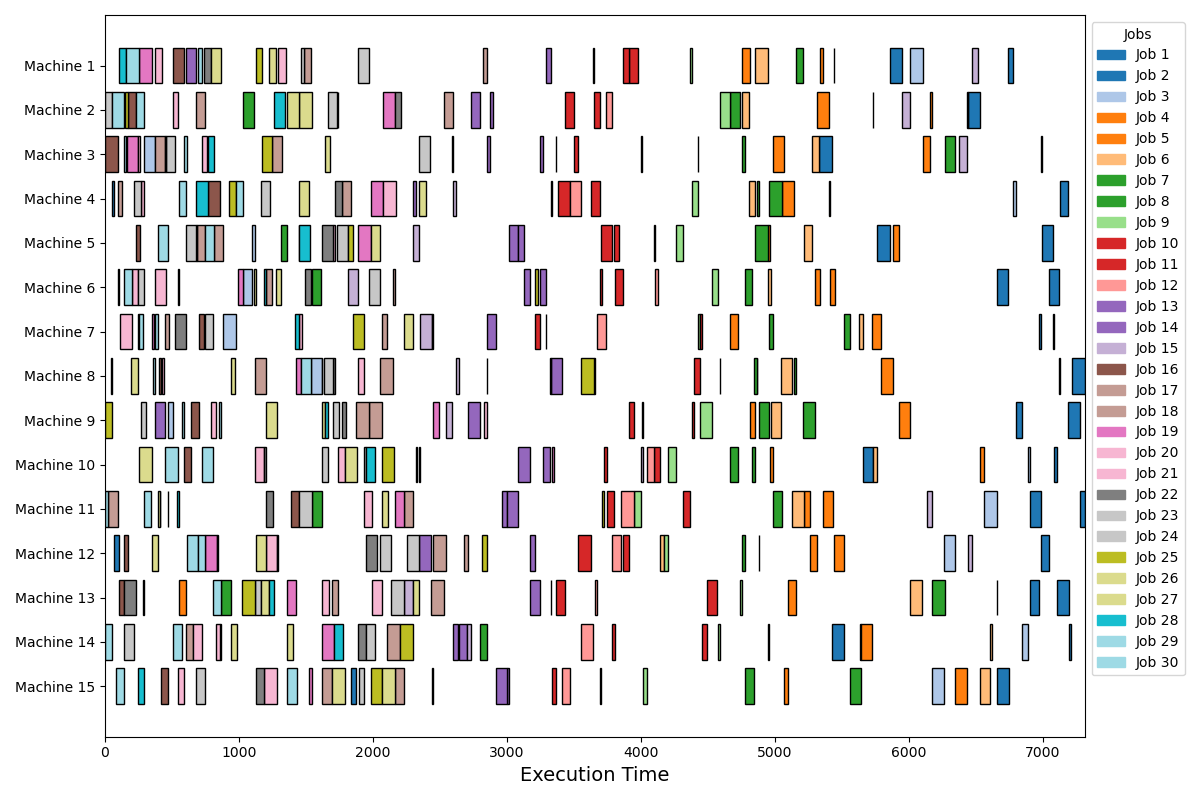 Machine 1
Machine 2
Machine 3
Machine 4
Machine 5
Machine 6
Machine 7
Machine 8
Machine 9
Machine 10
Machine 11
Machine 12
Machine 13
Machine 14
Machine 15
0 1000 2000 3000 4000 5000 6000 7000
Execution Time
Jobs
Job 1
Job 2
Job 3
Job 4
Job 5
Job 6
Job 7
Job 8
Job 9
Job 10
Job 11
Job 12
Job 13
Job 14
Job 15
Job 16
Job 17
Job 18
Job 19
Job 20
Job 21
Job 22
Job 23
Job 24
Job 25
Job 26
Job 27
Job 28
Job 29
Job 30